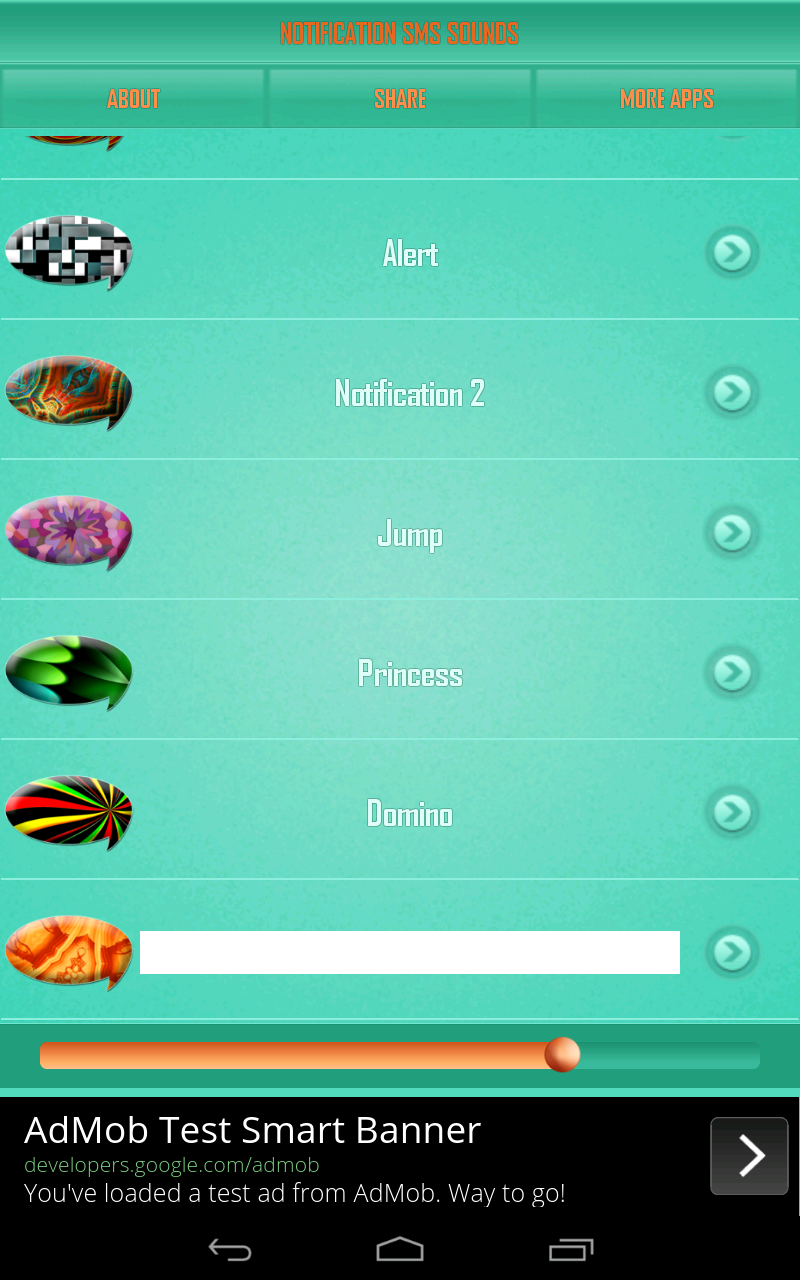 NOTIFICATION SMS SOUNDS
ABOUT SHARE MORE APPS
Alert
Notification 2
Jump
Princess
Domino
AdMob Test Smart Banner
developers.google.com/admob
You've loaded a test ad from AdMob. Way to go!